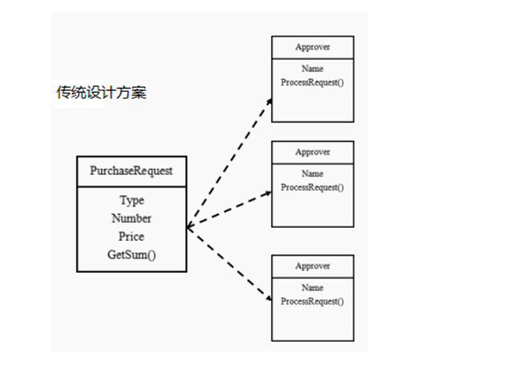 传统设计方案
PurchaseRequest
Type
Number
Price
GetSum()
Approver
Name
ProcessRequest()
Approver
Name
ProcessRequest()
Approver
Name
ProcessRequest()